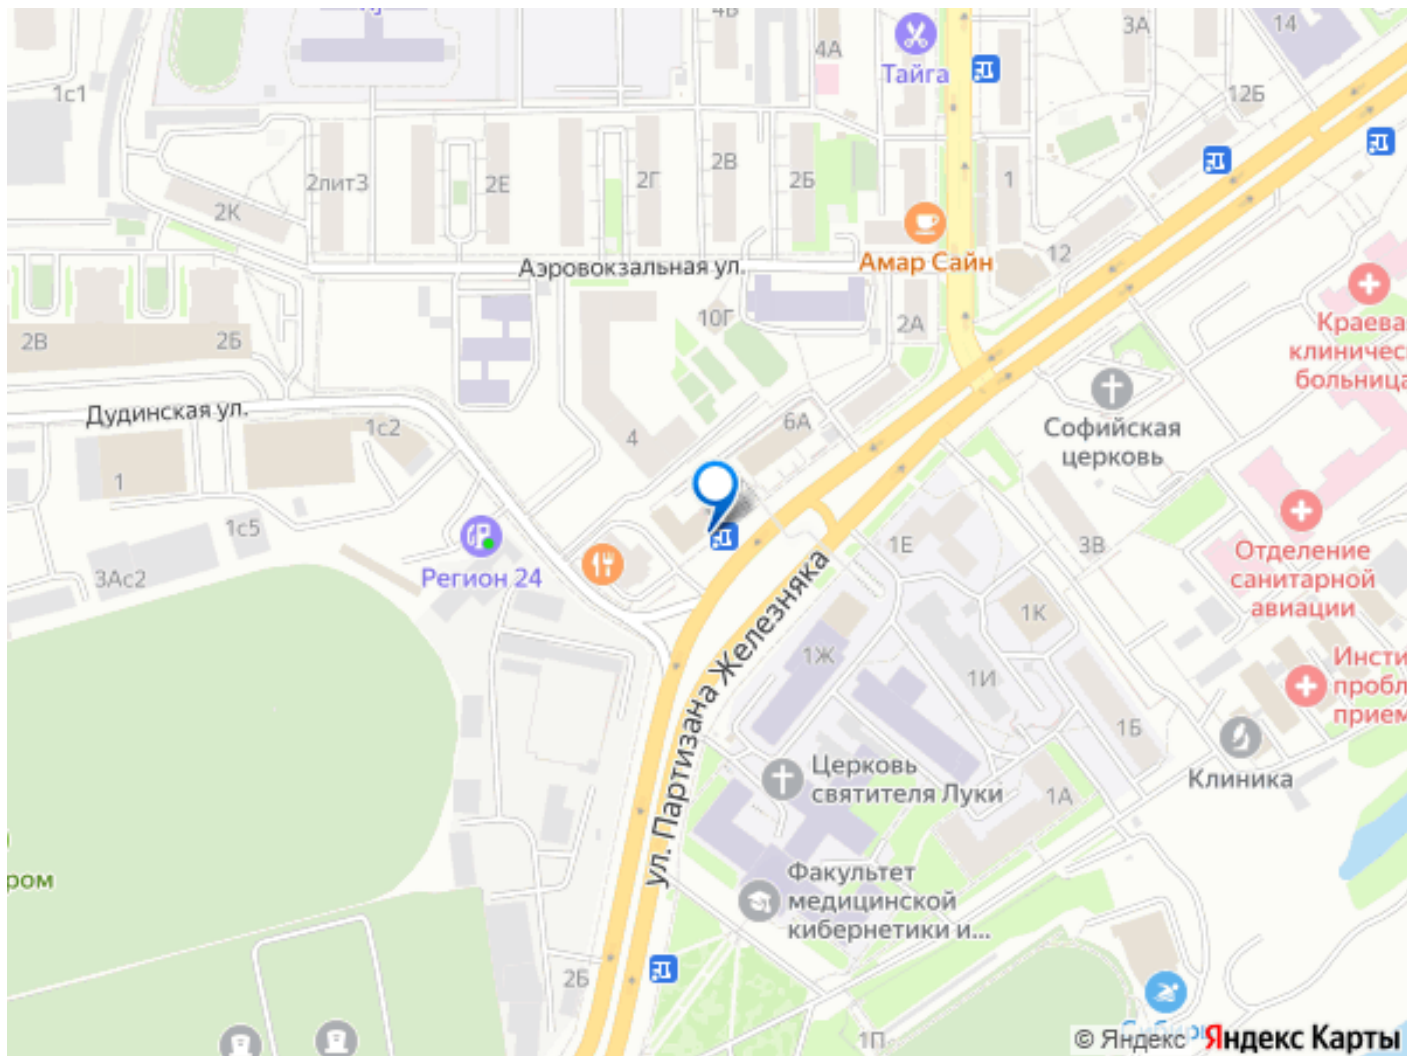 4В
4А
3А
14
Тайга
1с1
12Б
2лит3
2Е
2Г
2В
2Б
1
2К
Аэровокзальная ул.
Амар Сайн
12
Краевая
клиничес
больница
10Г
2А
2В
2Б
Дудинская ул.
1с2
4
6А
Софийская
церковь
1
1с5
3Ас2
Регион 24
1Е
3В
Отделение
санитарной
авиации
1К
ул. Партизана Железняка
1Ж
1И
1Б
Инсти
пробл
прием
Клиника
Церковь
святителя Луки
1А
ром
Факультет
медицинской
кибернетики и...
2Б
1П
© Яндекс Яндекс Карты